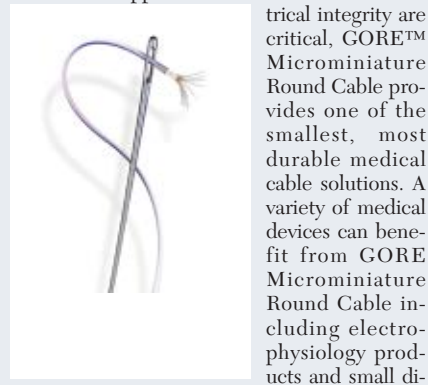 trical integrity are
critical, GORE™
Microminiature
Round Cable pro-
vides one of the
smallest, most
durable medical
cable solutions. A
variety of medical
devices can bene-
fit from GORE
Microminiature
Round Cable in-
cluding electro-
physiology prod-
ucts and small di-